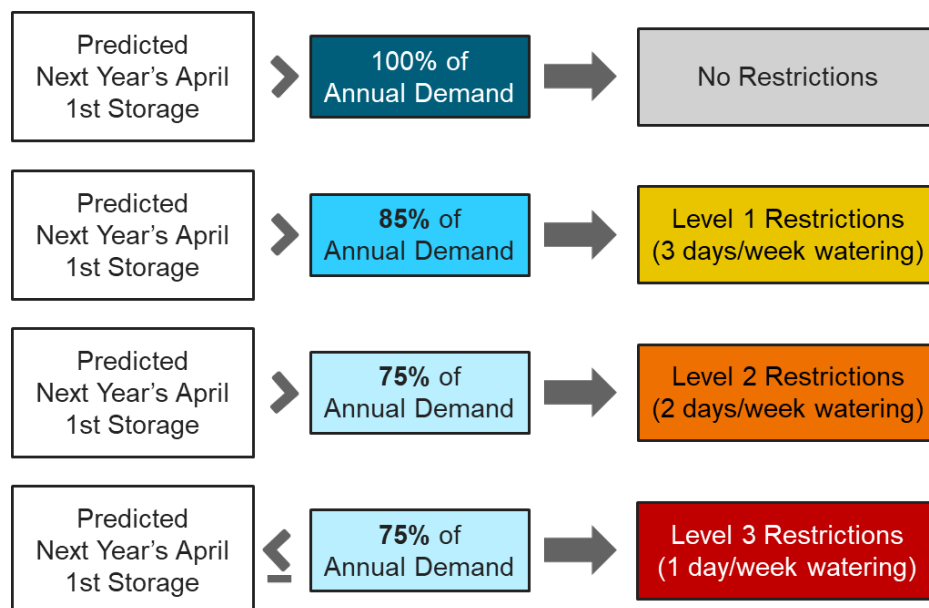 Predicted
Next Year's April
1st Storage
>
100% of
Annual Demand
No Restrictions
Predicted
Next Year's April
1st Storage
>
85% of
Annual Demand
Level 1 Restrictions
(3 days/week watering)
Predicted
Next Year's April
1st Storage
>
75% of
Annual Demand
Level 2 Restrictions
(2 days/week watering)
Predicted
Next Year's April
1st Storage
≤
75% of
Annual Demand
Level 3 Restrictions
(1 day/week watering)